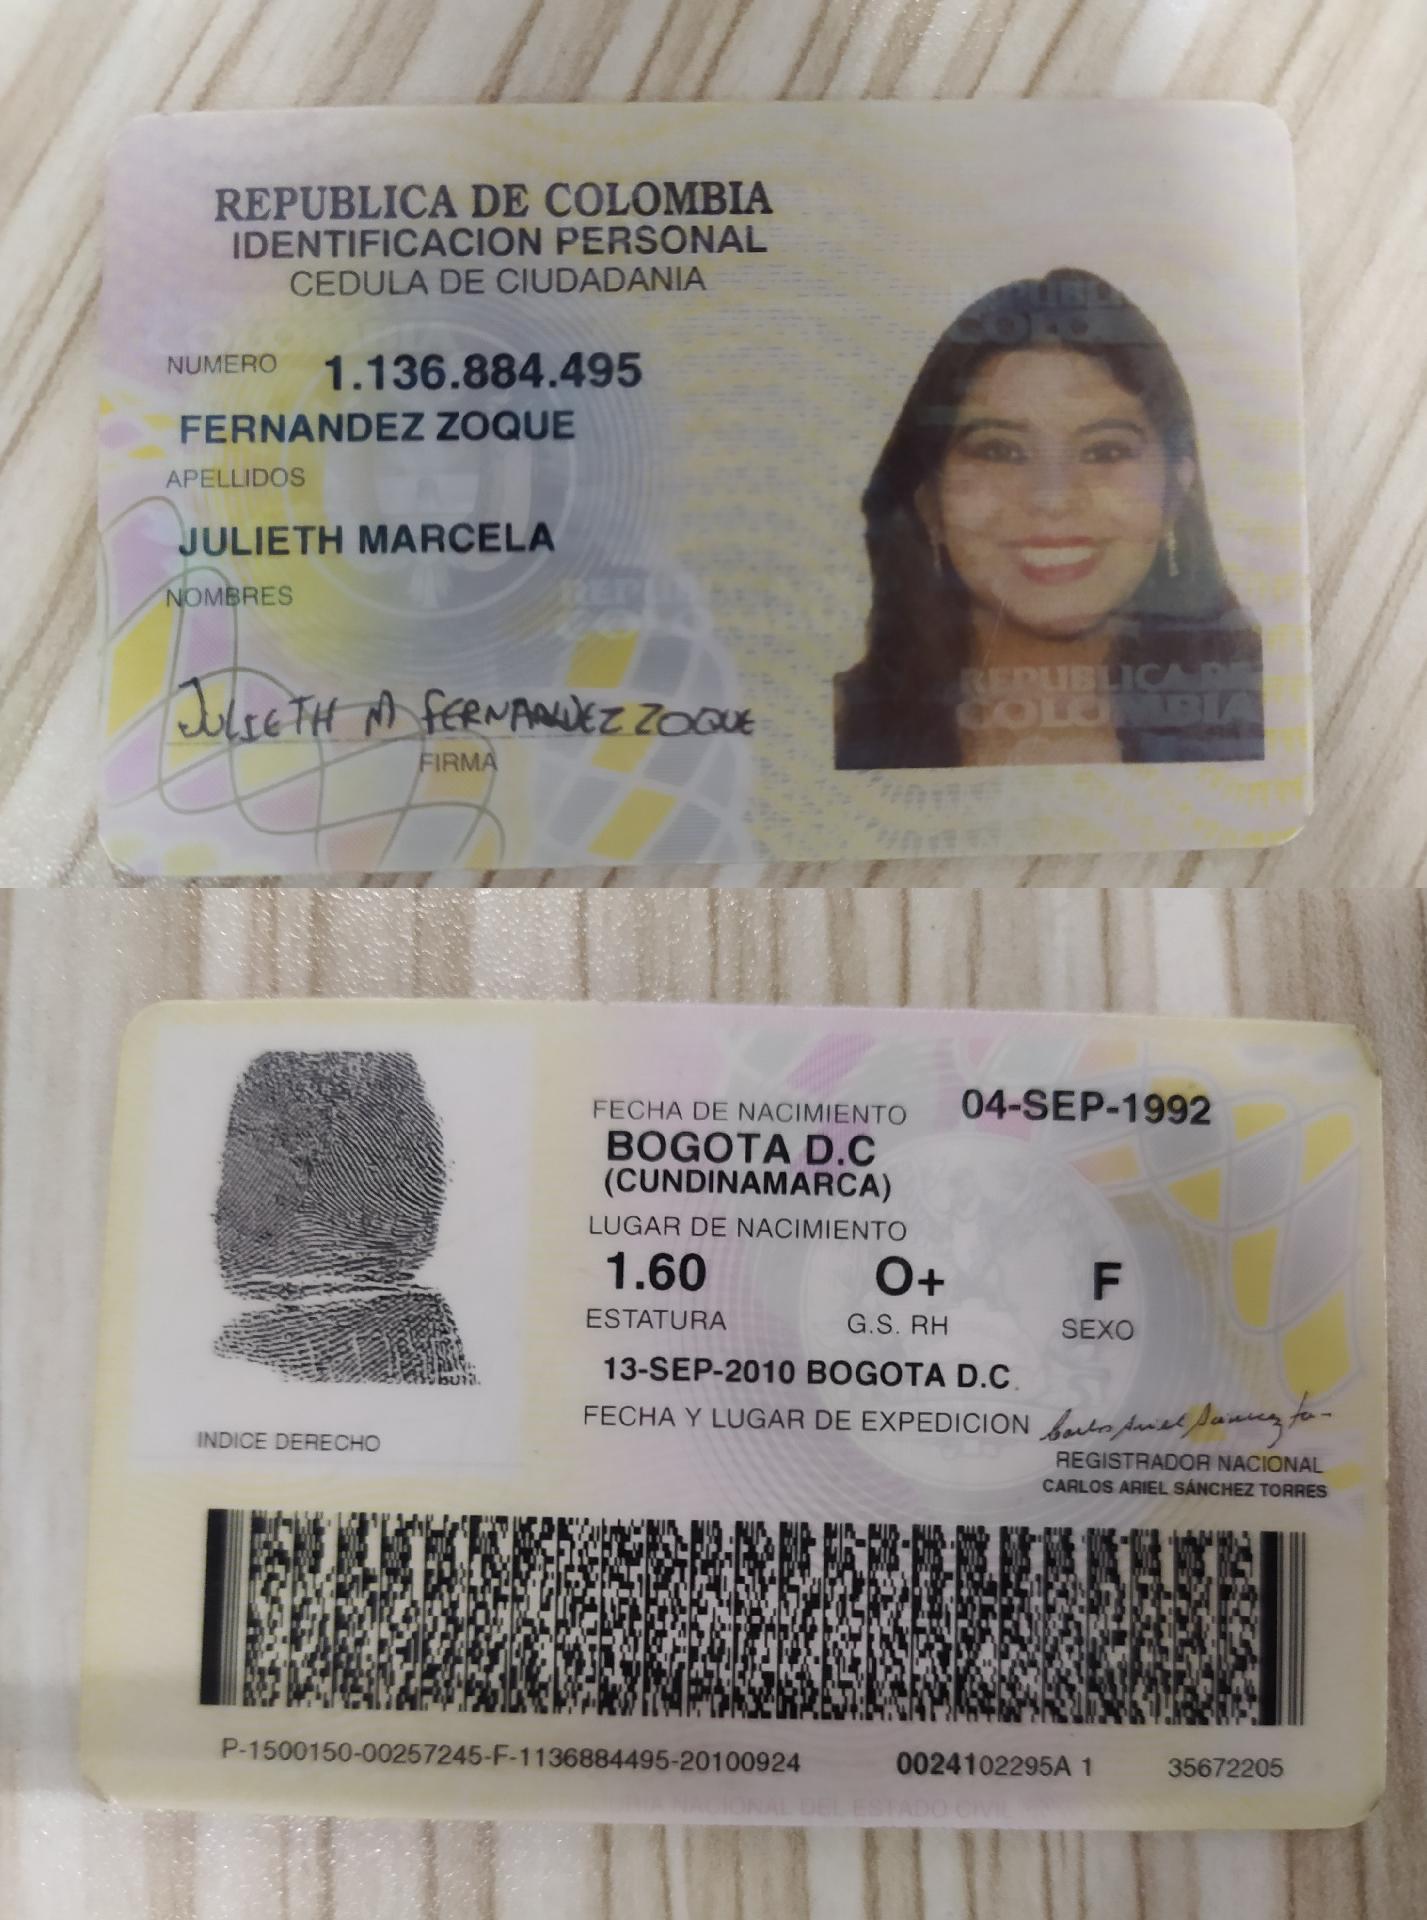 REPUBLICA DE COLOMBIA
IDENTIFICACION PERSONAL
CEDULA DE CIUDADANIA
NUMERO 1.136.884.495
FERNANDEZ ZOQUE
APELLIDOS
JULIETH MARCELA
NOMBRES
JULIETH M FERNANDEZ ZOQUE
FIRMA
REPUBLICA DE
COLOMBIA
FECHA DE NACIMIENTO 04-SEP-1992
BOGOTA D.C
(CUNDINAMARCA)
LUGAR DE NACIMIENTO
1.60 O+ F
ESTATURA G.S. RH SEXO
13-SEP-2010 BOGOTA D.C.
FECHA Y LUGAR DE EXPEDICION
INDICE DERECHO
Carlos Ariel Sánchez To
REGISTRADOR NACIONAL
CARLOS ARIEL SÁNCHEZ TORRES
P-1500150-00257245-F-1136884495-20100924 0024102295A 1 35672205
NACIONAL DEL ESTADO CIVIL